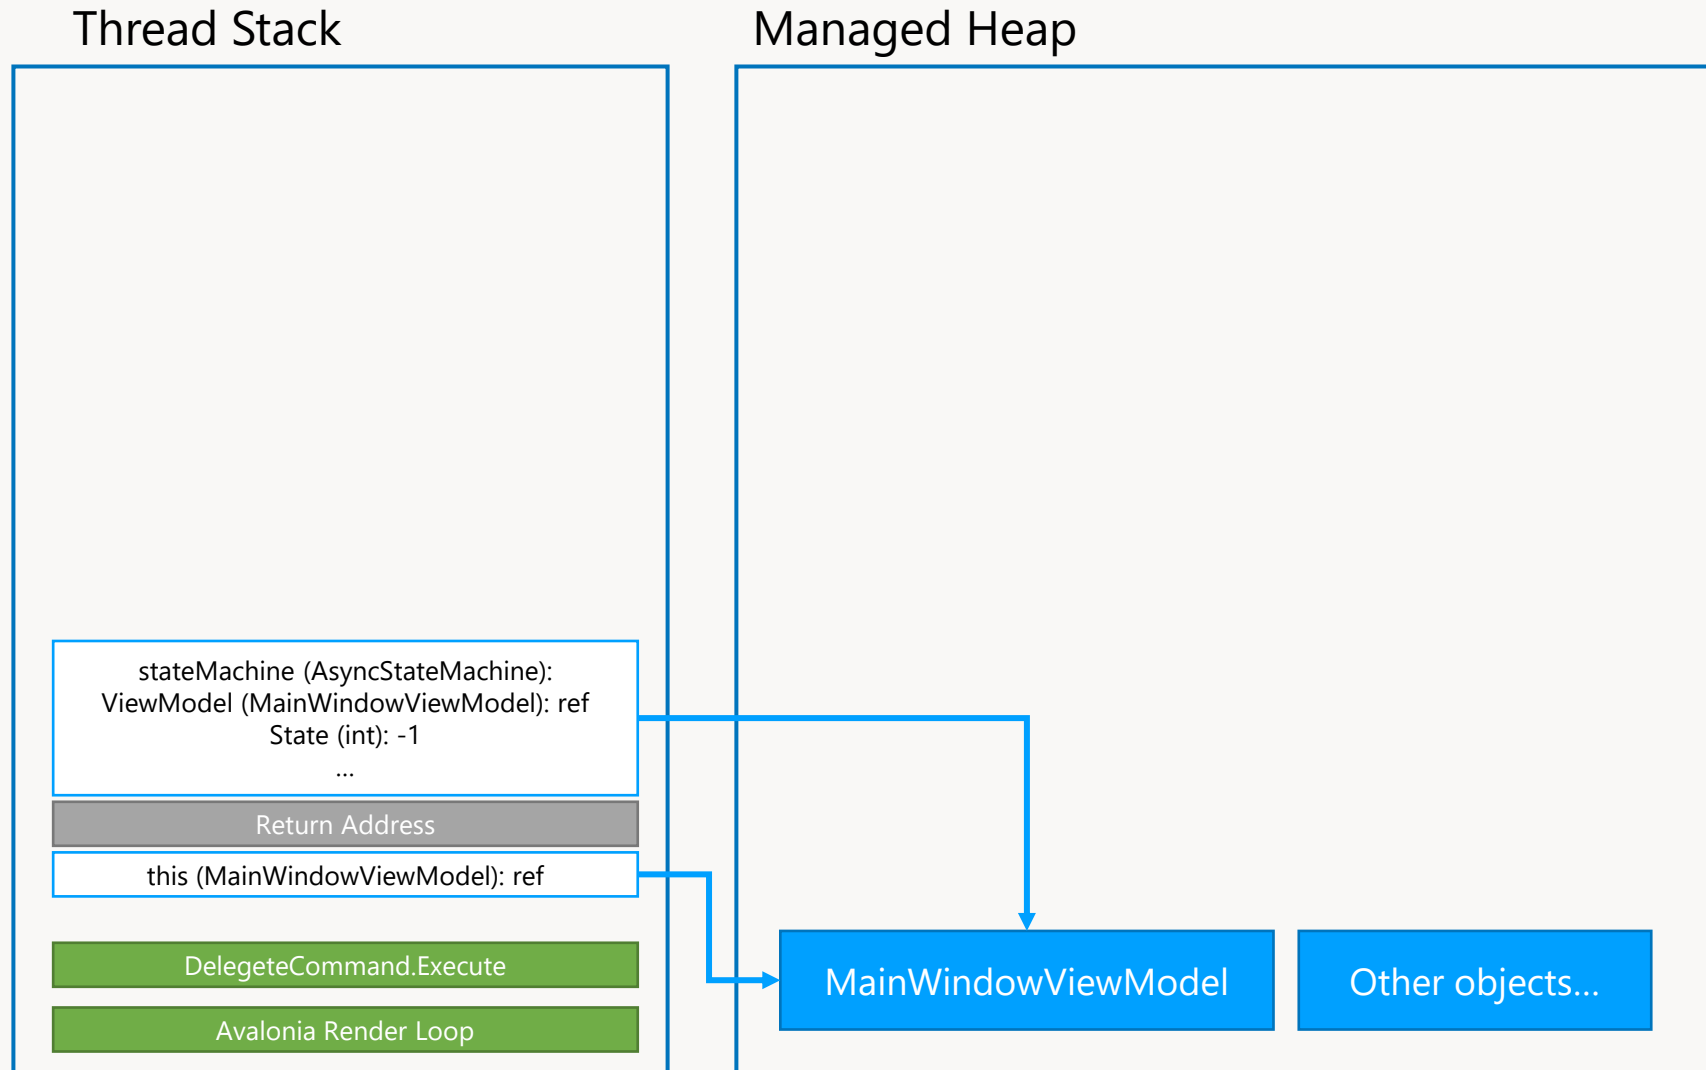 Thread Stack
Managed Heap
stateMachine (AsyncStateMachine):
ViewModel (MainWindowViewModel): ref
State (int): -1
...
Return Address
this (MainWindowViewModel): ref
DelegeteCommand.Execute
Avalonia Render Loop
MainWindowViewModel
Other objects...